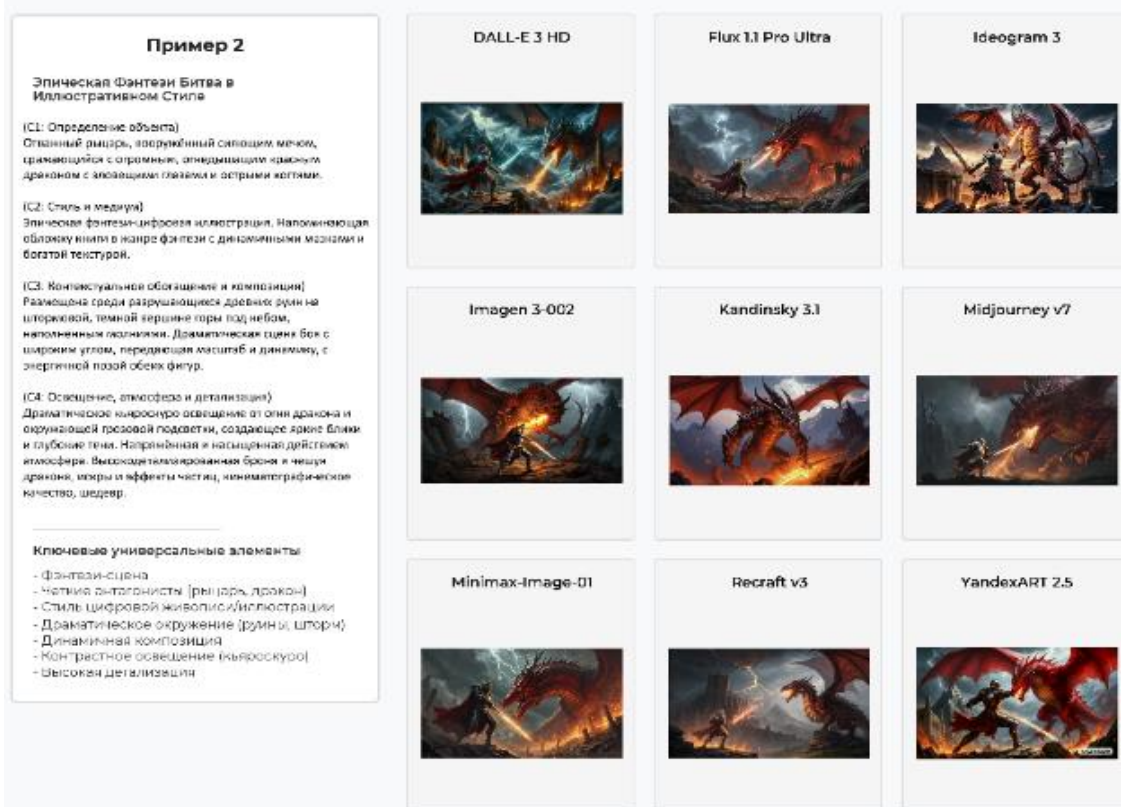 Пример 2
Эпическая Фэнтези Битва в
Иллюстративном Стиле
(C1: Определение объекта)
Отважный рыцарь, вооружённый сияющим мечом,
сражающийся с огромным, огнедышащим красным
драконом с зловещими глазами и острыми когтями.
(C2: Стиль и медиум)
Эпическая фэнтези-цифровая иллюстрация. Напоминающая
обложку книги в жанре фэнтези с динамичными мазками и
богатой текстурой.
(C3: Контекстуальное обогащение и композиция)
Размещена среди разрушающихся древних руин на
штормовой, темной вершине горы под небом,
наполненным молниями. Драматическая сцена боя с
широким углом, передающая масштаб и динамику, с
энергичной позой обеих фигур.
(C4: Освещение, атмосфера и детализация)
Драматическое кьяроскуро освещение от огня дракона и
окружающей грозовой подсветки, создающее яркие блики
и глубокие тени. Напряжённая и насыщенная действием
атмосфера. Высокодетализированная броня и чешуя
дракона, искры и эффекты частиц, кинематографическое
качество, шедевр.
Ключевые универсальные элементы
- Фэнтези-сцена
- Четкие антагонисты (рыцарь, дракон)
- Стиль цифровой живописи/иллюстрации
- Драматическое окружение (руины, шторм)
- Динамичная композиция
- Контрастное освещение (кьяроскуро)
- Высокая детализация
DALL-E 3 HD
Flux 1.1 Pro Ultra
Ideogram 3
Imagen 3-002
Kandinsky 3.1
Midjourney v7
Minimax-Image-01
Recraft v3
YandexART 2.5